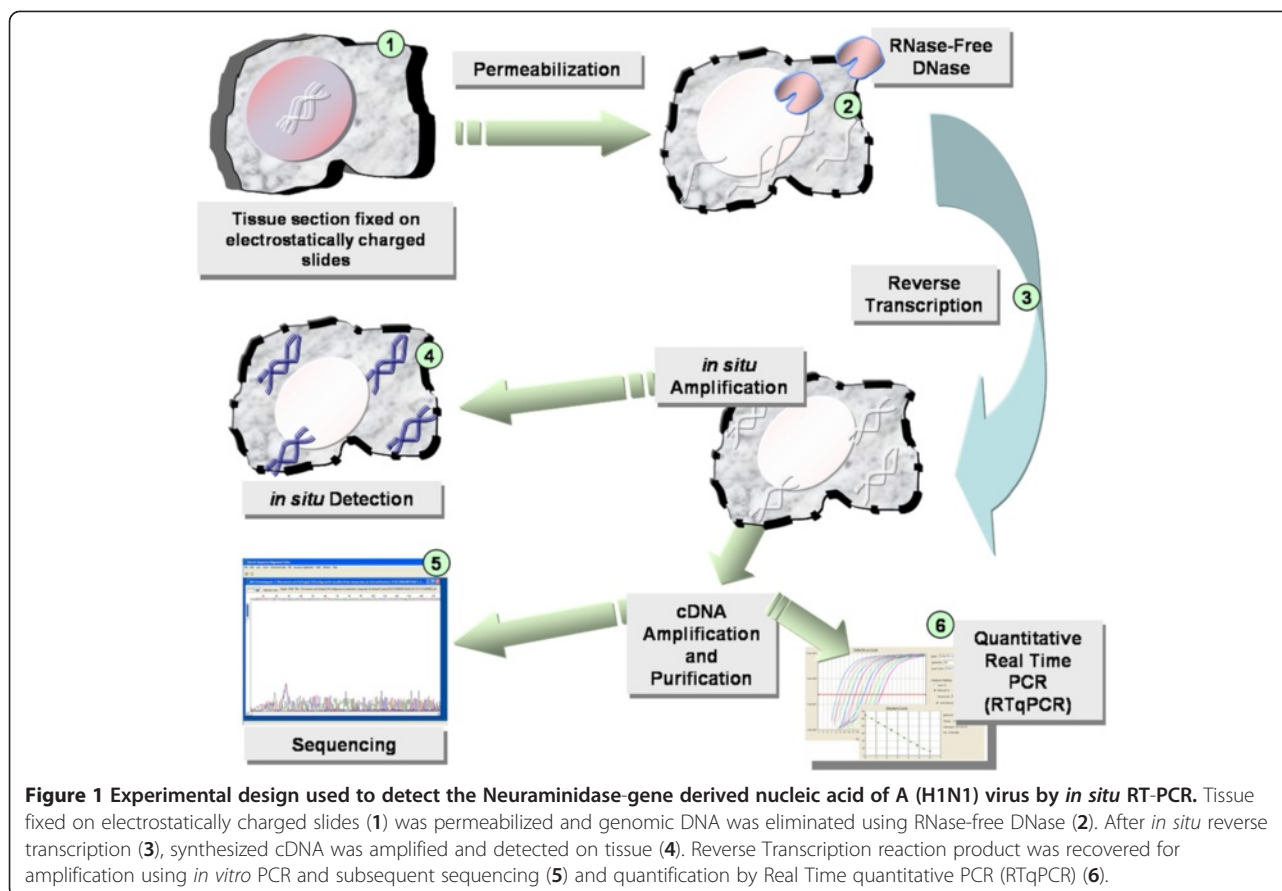 1
Permeabilization
RNase-Free
DNase
2
Tissue section fixed on
electrostatically charged
slides
Reverse
Transcription
3
4
in situ
Amplification
in situ Detection
5
cDNA
Amplification
and
Purification
6
Quantitative
Real Time
PCR
(RTqPCR)
Sequencing
Figure 1 Experimental design used to detect the Neuraminidase-gene derived nucleic acid of A (H1N1) virus by in situ RT-PCR. Tissue
fixed on electrostatically charged slides (1) was permeabilized and genomic DNA was eliminated using RNase-free DNase (2). After in situ reverse
transcription (3), synthesized cDNA was amplified and detected on tissue (4). Reverse Transcription reaction product was recovered for
amplification using in vitro PCR and subsequent sequencing (5) and quantification by Real Time quantitative PCR (RTqPCR) (6).